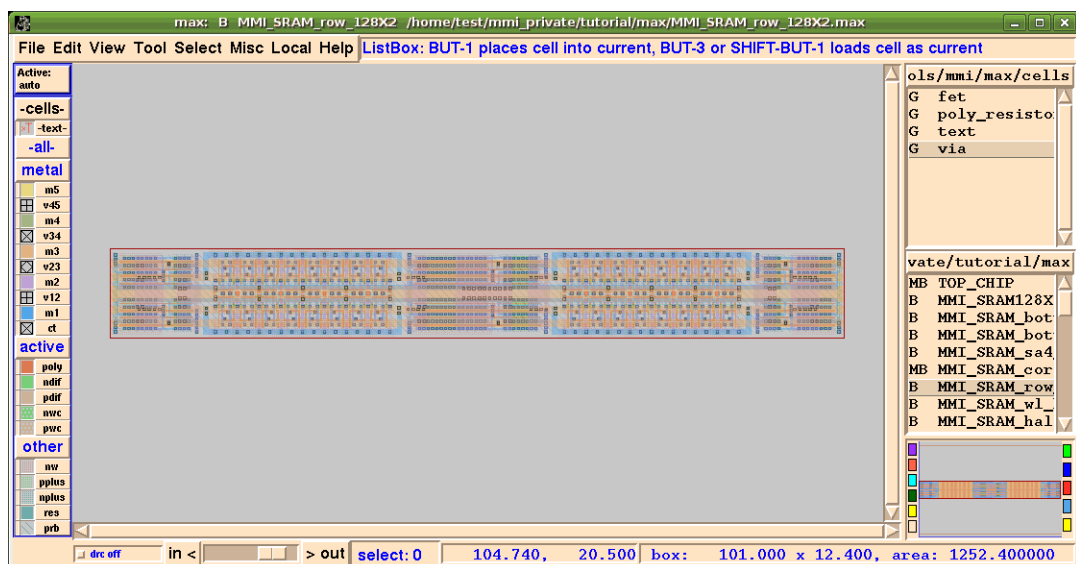 max: B MMI_SRAM_row_128X2 /home/test/mmi_private/tutorial/max/MMI_SRAM_row_128X2.max
File Edit View Tool Select Misc Local Help ListBox: BUT-1 places cell into current, BUT-3 or SHIFT-BUT-1 loads cell as current
Active:
auto
-cells-
-text-
-all-
metal
m5
v45
m4
v34
m3
v23
m2
v12
m1
ct
active
poly
ndif
pdif
nwc
pwc
other
nw
pplus
nplus
res
prb
ols/mmi/max/cells
G fet
G poly_resisto
G text
G via
vate/tutorial/max
MB TOP_CHIP
B MMI_SRAM128X
B MMI_SRAM_bot
B MMI_SRAM_bot
B MMI_SRAM_sa4_
MB MMI_SRAM_cor
B MMI_SRAM_row_
B MMI_SRAM_wl_
B MMI_SRAM_hal
drc off in < > out select: 0 104.740, 20.500 box: 101.000 x 12.400, area: 1252.400000